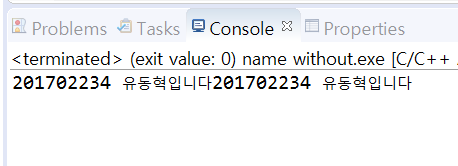 Problems Tasks Console Properties
<terminated> (exit value: 0) name without.exe [C/C++
201702234 유동혁입니다201702234 유동혁입니다